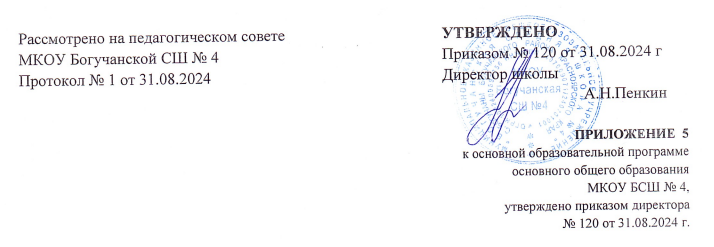 Рассмотрено на педагогическом совете
МКОУ Богучанской СШ № 4
Протокол № 1 от 31.08.2024
УТВЕРЖДЕНО
Приказом № 120 от 31.08.2024 г
Директор школы
А.Н.Пенкин
ПРИЛОЖЕНИЕ 5
к основной образовательной программе
основного общего образования
МКОУ БСШ № 4,
утверждено приказом директора
№ 120 от 31.08.2024 г.